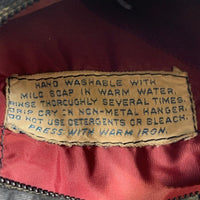 HAND WASHABLE WITH
MILD SOAP IN WARM WATER.
RINSE THOROUGHLY SEVERAL TIMES.
DRIP DRY ON NON-METAL HANGER.
DO NOT USE DETERGENTS OR BLEACH.
PRESS WITH WARM IRON.